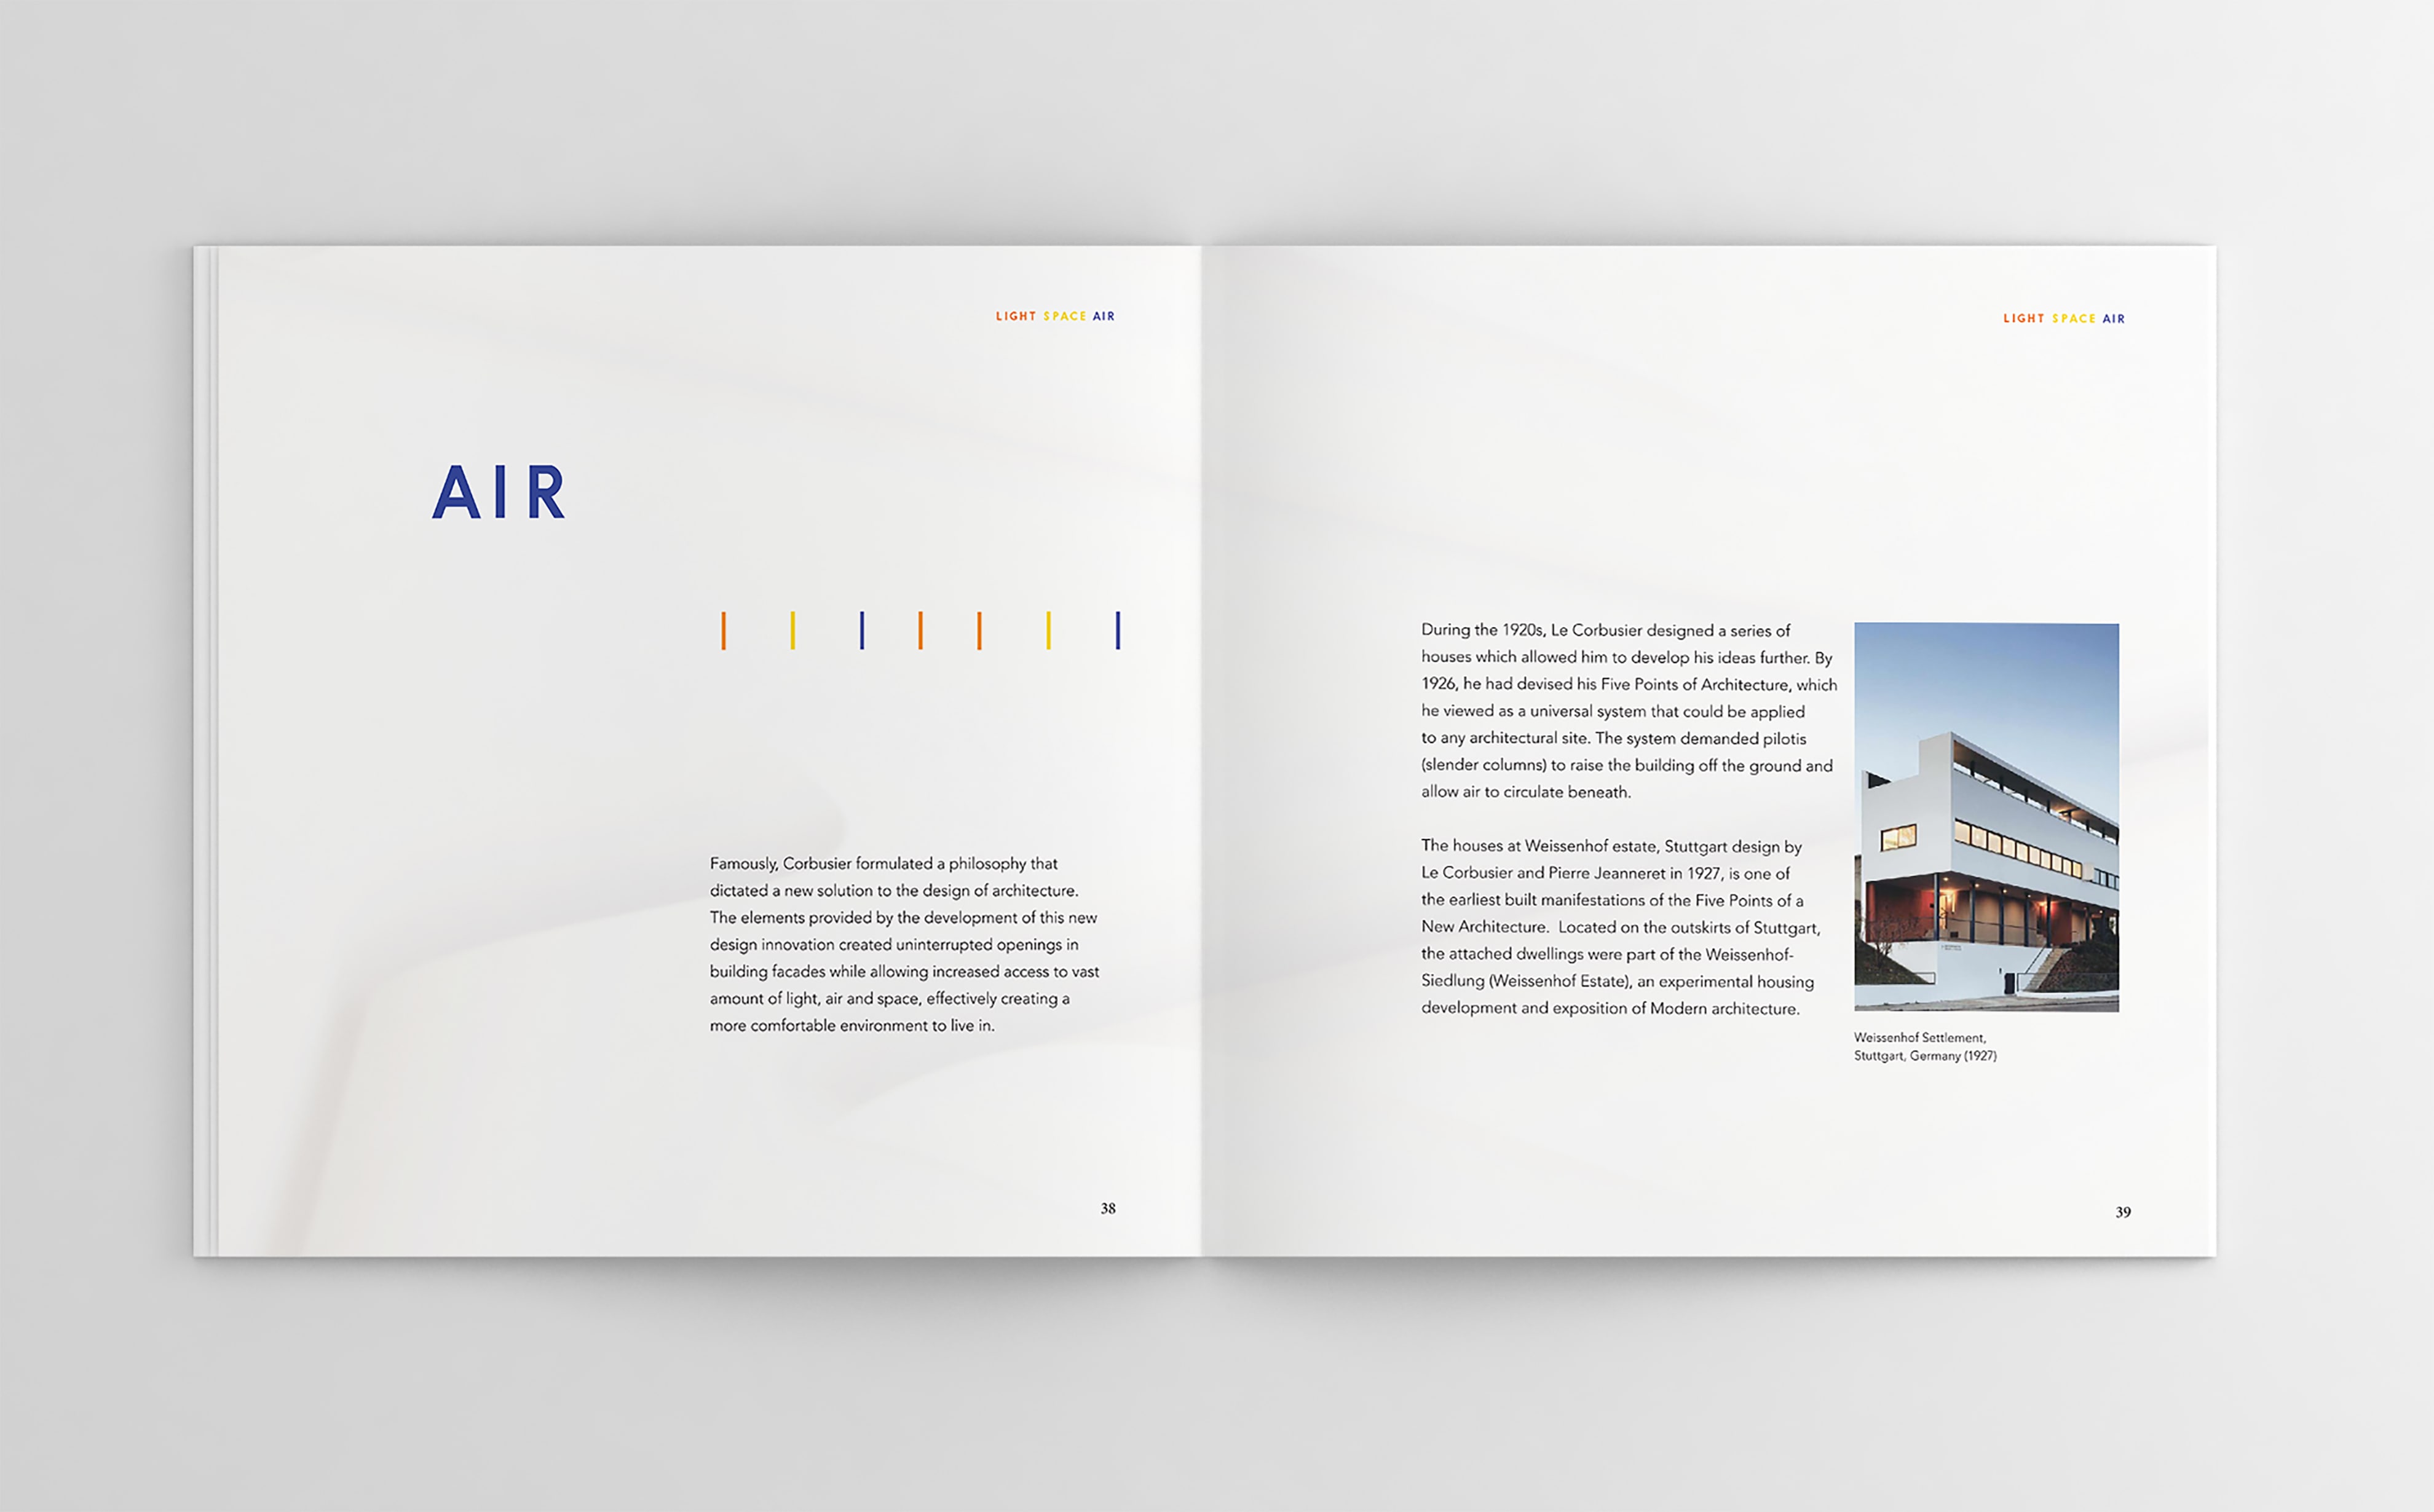 LIGHT SPACE AIR
AIR
Famously, Corbusier formulated a philosophy that
dictated a new solution to the design of architecture.
The elements provided by the development of this new
design innovation created uninterrupted openings in
building facades while allowing increased access to vast
amount of light, air and space, effectively creating a
more comfortable environment to live in.
38
LIGHT SPACE AIR
During the 1920s, Le Corbusier designed a series of
houses which allowed him to develop his ideas further. By
1926, he had devised his Five Points of Architecture, which
he viewed as a universal system that could be applied
to any architectural site. The system demanded pilotis
(slender columns) to raise the building off the ground and
allow air to circulate beneath.
The houses at Weissenhof estate, Stuttgart design by
Le Corbusier and Pierre Jeanneret in 1927, is one of
the earliest built manifestations of the Five Points of a
New Architecture.  Located on the outskirts of Stuttgart,
the attached dwellings were part of the Weissenhof-
Siedlung (Weissenhof Estate), an experimental housing
development and exposition of Modern architecture.
Weissenhof Settlement,
Stuttgart, Germany (1927)
39